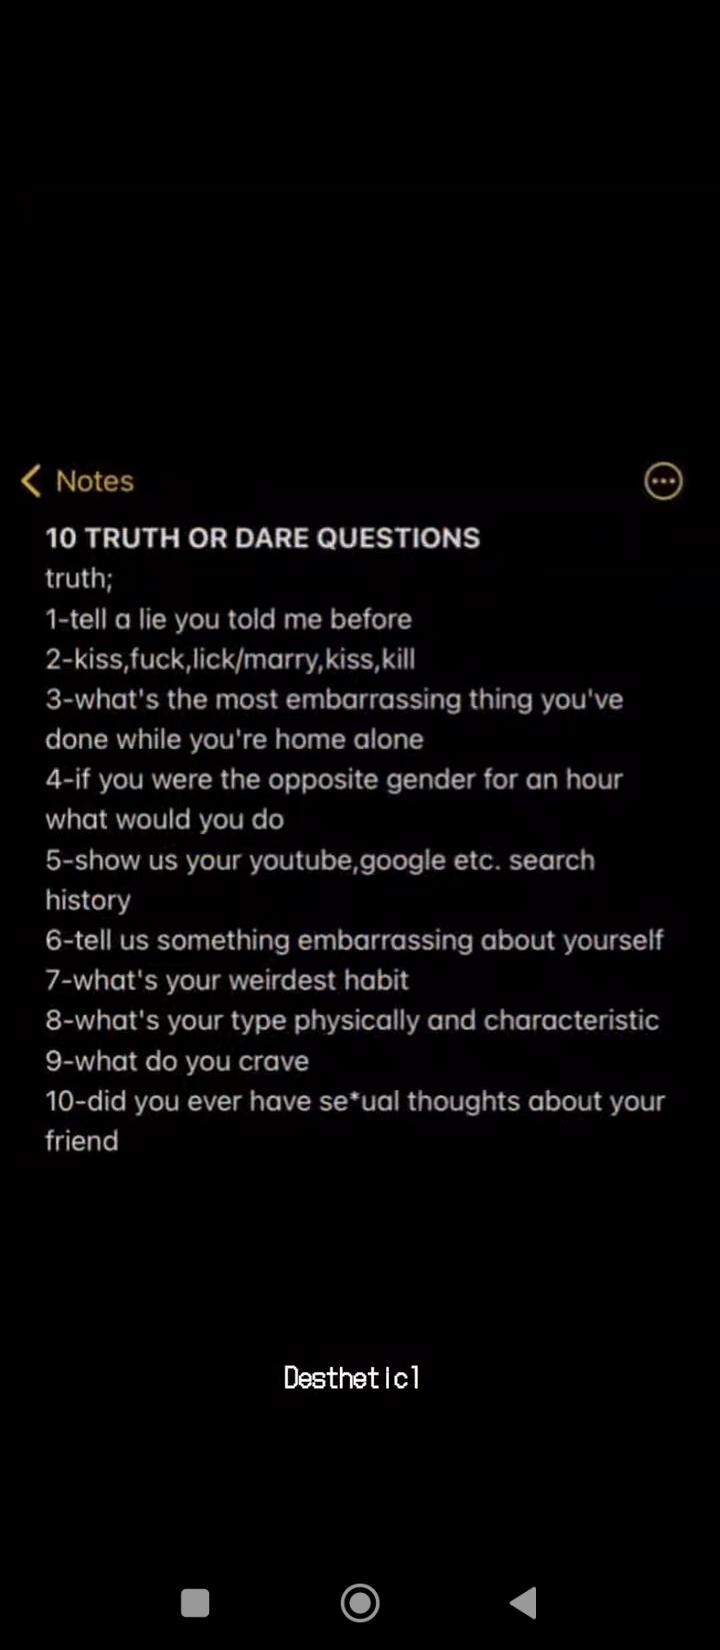 Notes
10 TRUTH OR DARE QUESTIONS
truth;
1-tell a lie you told me before
2-kiss,fuck,lick/marry,kiss,kill
3-what's the most embarrassing thing you've
done while you're home alone
4-if you were the opposite gender for an hour
what would you do
5-show us your youtube,google etc. search
history
6-tell us something embarrassing about yourself
7-what's your weirdest habit
8-what's your type physically and characteristic
9-what do you crave
10-did you ever have se*ual thoughts about your
friend
Desthetic1